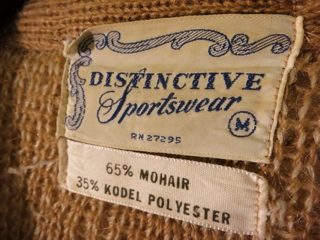 DISTINCTIVE
Sportswear
RN 27295
M
65% MOHAIR
35% KODEL POLYESTER